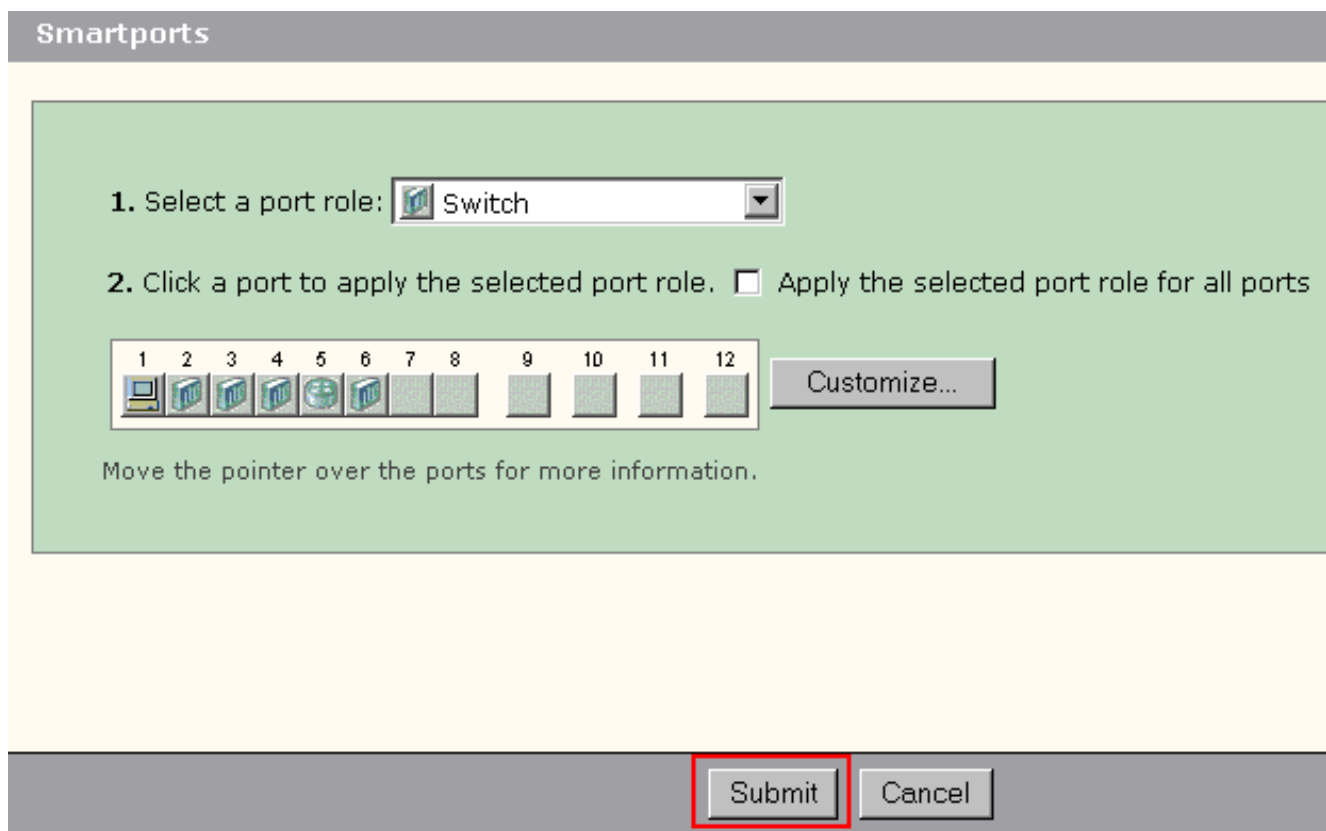 Smartports
1. Select a port role: Switch
2. Click a port to apply the selected port role. Apply the selected port role for all ports
1 2 3 4 5 6 7 8 9 10 11 12
Customize...
Move the pointer over the ports for more information.
Submit Cancel